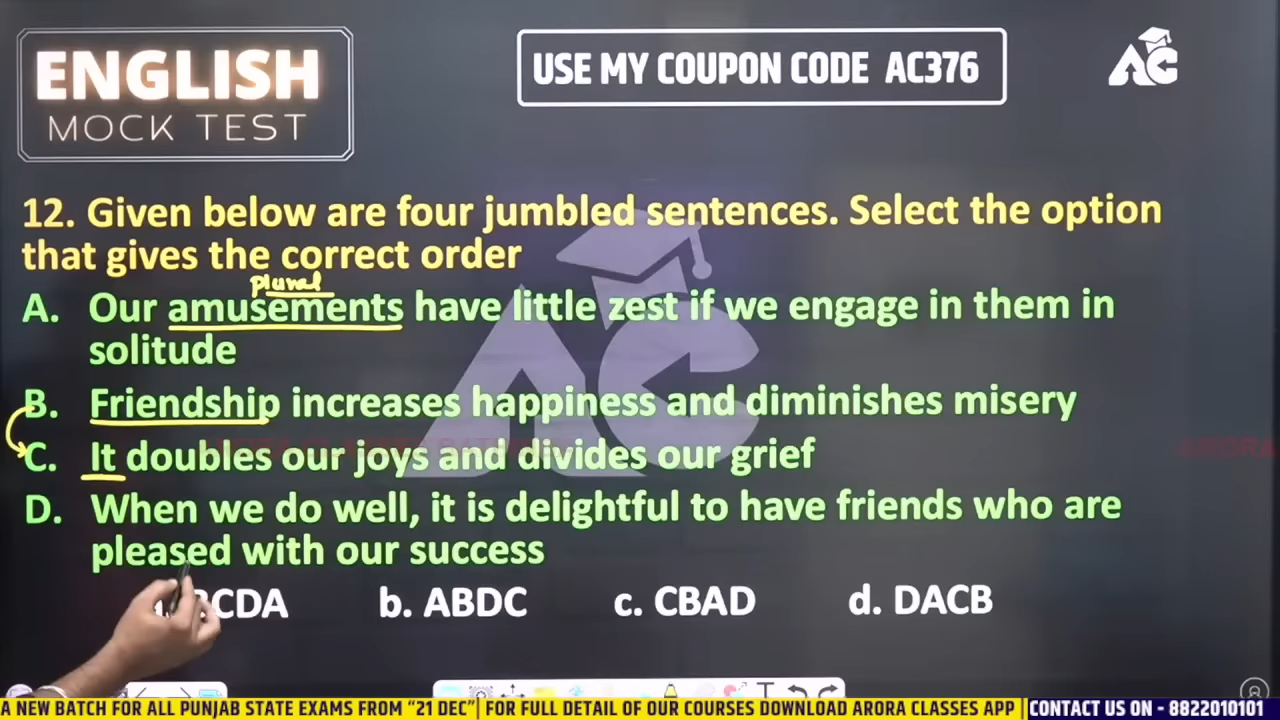 ENGLISH
MOCK TEST
USE MY COUPON CODE AC376
AC
12. Given below are four jumbled sentences. Select the option
that gives the correct order
plural
A. Our amusements have little zest if we engage in them in
solitude
B. Friendship increases happiness and diminishes misery
C. It doubles our joys and divides our grief
D. When we do well, it is delightful to have friends who are
pleased with our success
CDA b. ABDC c. CBAD d. DACB
A NEW BATCH FOR ALL PUNJAB STATE EXAMS FROM “21 DEC”| FOR FULL DETAIL OF OUR COURSES DOWNLOAD ARORA CLASSES APP | CONTACT US ON - 8822010101